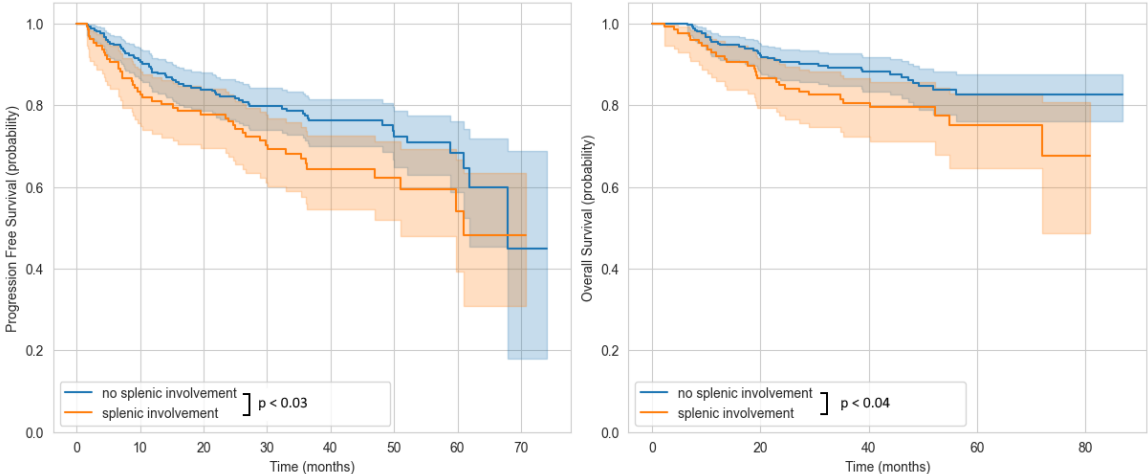 1.0
0.8
0.6
0.4
0.2
0.0
Progression Free Survival (probability)
no splenic involvement
splenic involvement
p < 0.03
0 10 20 30 40 50 60 70
Time (months)
1.0
0.8
0.6
0.4
0.2
0.0
Overall Survival (probability)
no splenic involvement
splenic involvement
p < 0.04
0 20 40 60 80
Time (months)